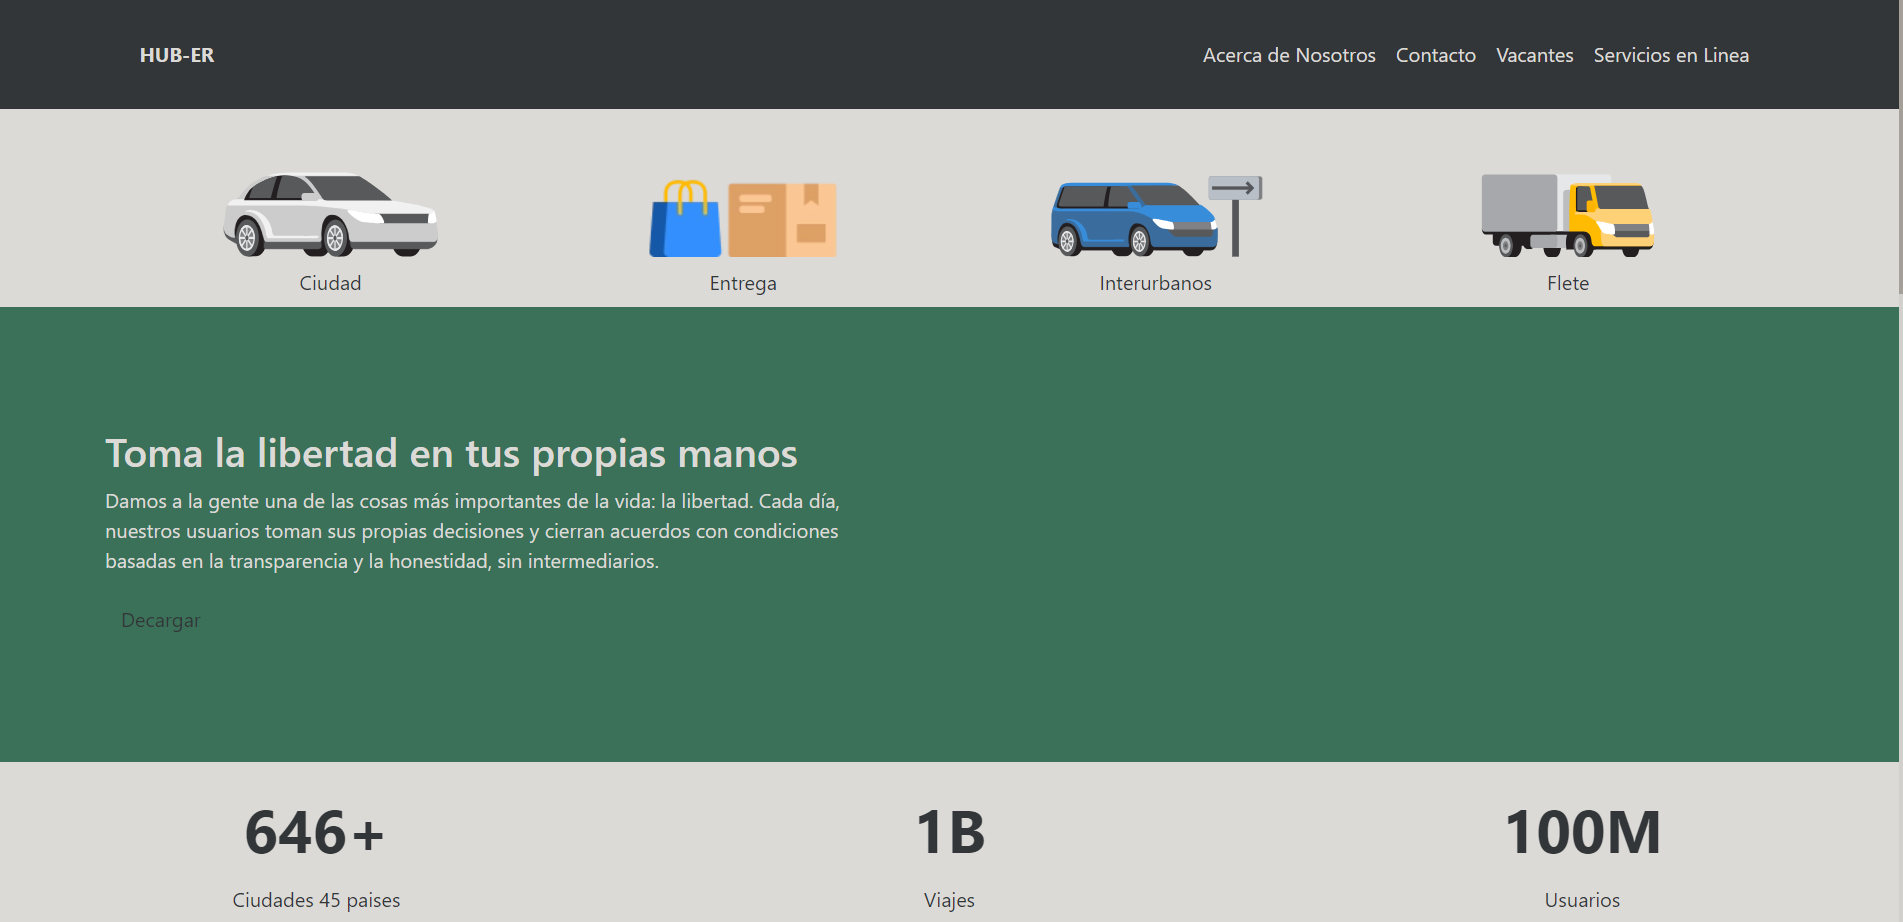 HUB-ER
Acerca de Nosotros Contacto Vacantes Servicios en Linea
Ciudad
Entrega
Interurbanos
Flete
Toma la libertad en tus propias manos
Damos a la gente una de las cosas más importantes de la vida: la libertad. Cada día,
nuestros usuarios toman sus propias decisiones y cierran acuerdos con condiciones
basadas en la transparencia y la honestidad, sin intermediarios.
Decargar
646+
Ciudades 45 paises
1B
Viajes
100M
Usuarios